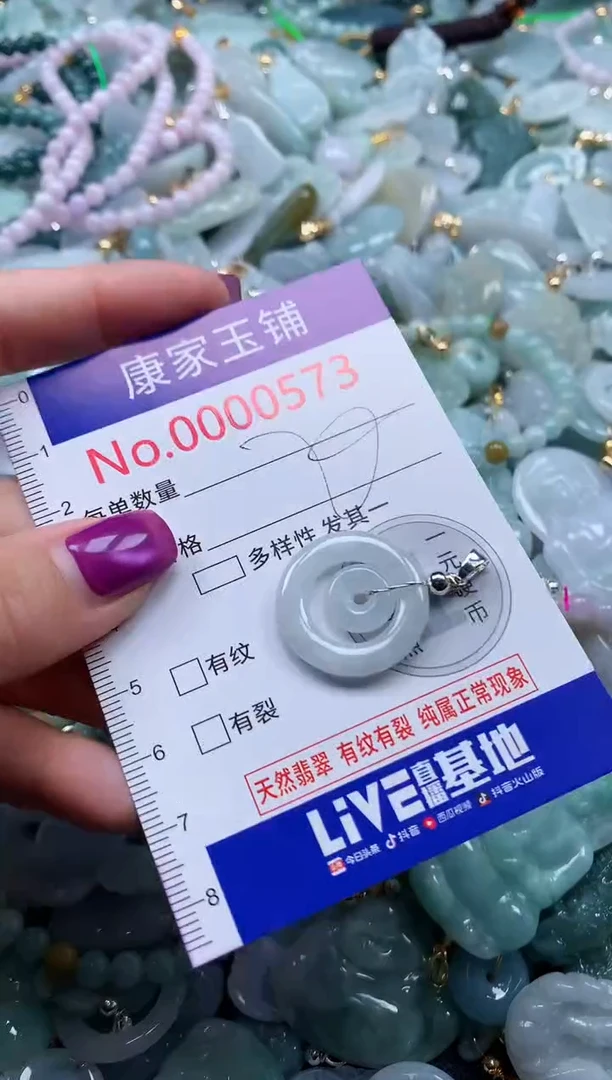 康家玉铺
No.0000573
0
1
2
每单数量
格
多样性 发其一
一元硬币
有纹
5
有裂
6
天然翡翠 有纹有裂 纯属正常现象
7
LiVE直播基地
今日头条 抖音 西瓜视频 抖音火山版
8